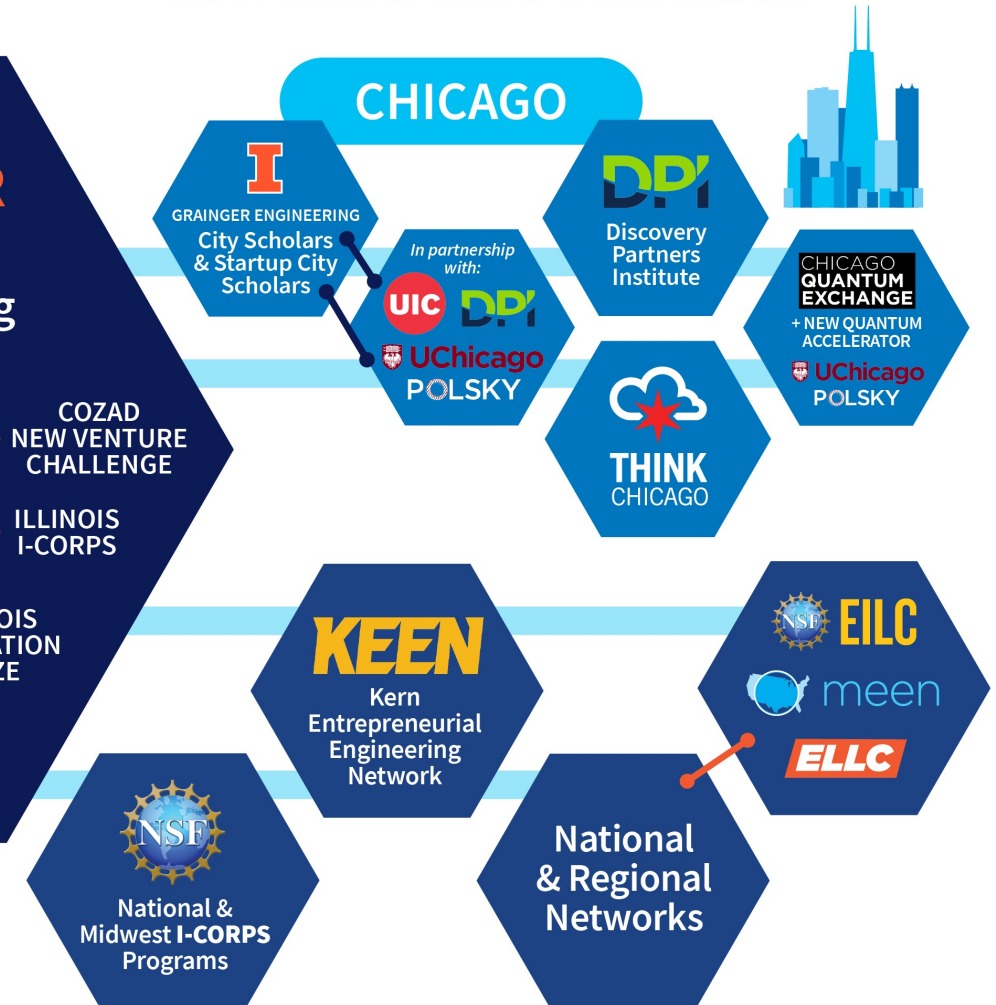 CHICAGO
I
GRAINGER ENGINEERING
City Scholars
& Startup City
Scholars
In partnership
with:
UIC DPI
UChicago
POLSKY
DPI
Discovery
Partners
Institute
CHICAGO
QUANTUM
EXCHANGE
+ NEW QUANTUM
ACCELERATOR
UChicago
POLSKY
THINK
CHICAGO
COZAD
NEW VENTURE
CHALLENGE
ILLINOIS
I-CORPS
KEEN
Kern
Entrepreneurial
Engineering
Network
NSF EILC
meen
ELLC
NSF
National &
Midwest I-CORPS
Programs
National
& Regional
Networks